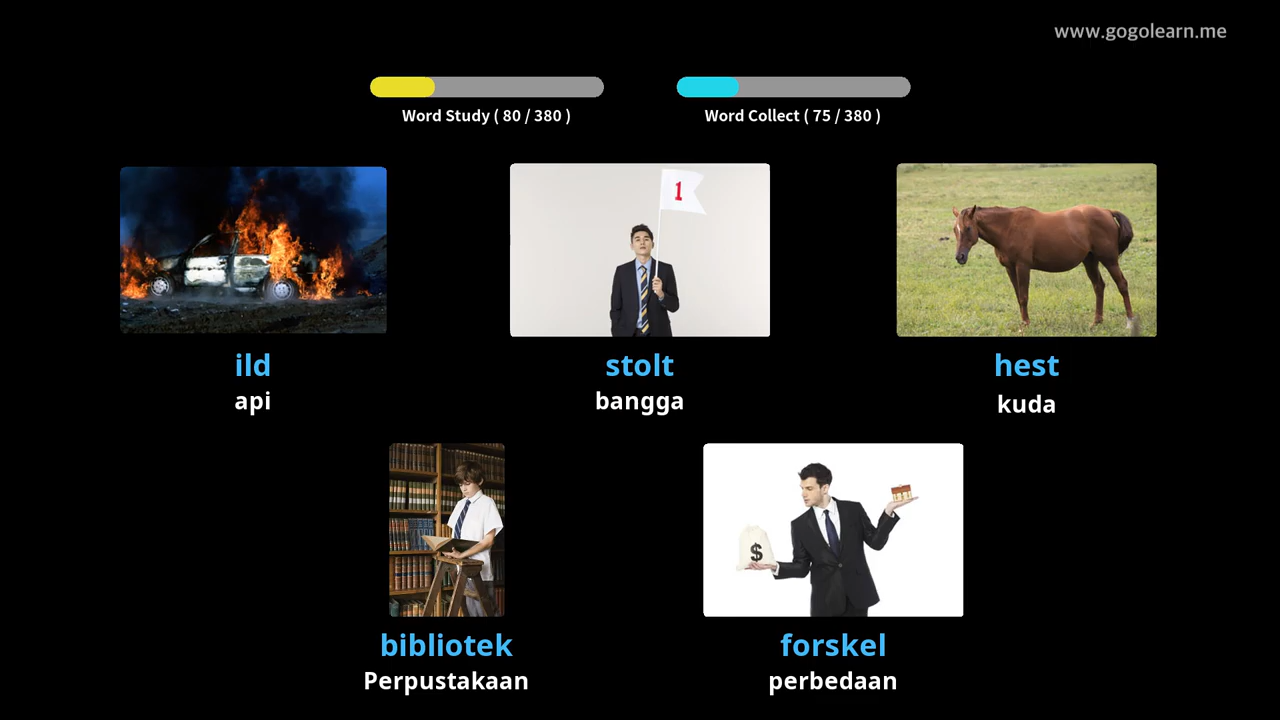 www.gogolearn.me
Word Study ( 80 / 380 )
Word Collect ( 75 / 380 )
1
ild
api
stolt
bangga
hest
kuda
$
bibliotek
Perpustakaan
forskel
perbedaan